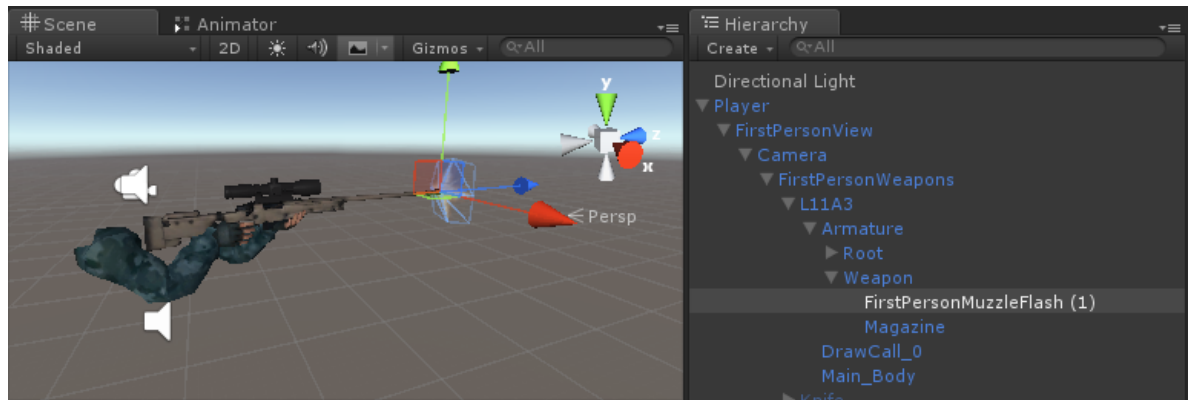 Scene
Animator
Shaded
2D
Gizmos
All
y
z
x
Persp
Hierarchy
Create
All
Directional Light
Player
FirstPersonView
Camera
FirstPersonWeapons
L11A3
Armature
Root
Weapon
FirstPersonMuzzleFlash (1)
Magazine
DrawCall_0
Main_Body
Knife